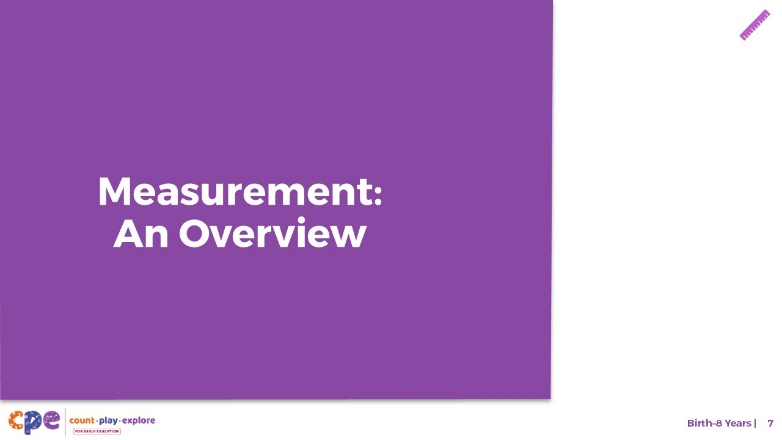 Measurement:
An Overview
cpe
count·play·explore
FOR EARLY EDUCATION
Birth–8 Years | 7